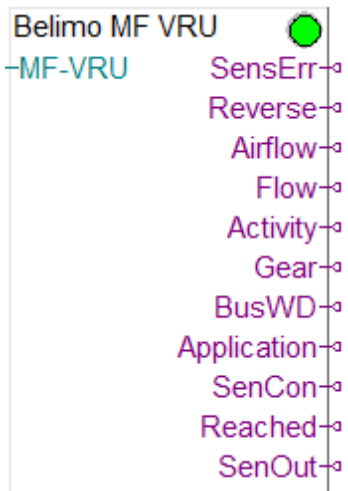 Belimo MF VRU
MF-VRU SensErr
Reverse
Airflow
Flow
Activity
Gear
BusWD
Application
SenCon
Reached
SenOut